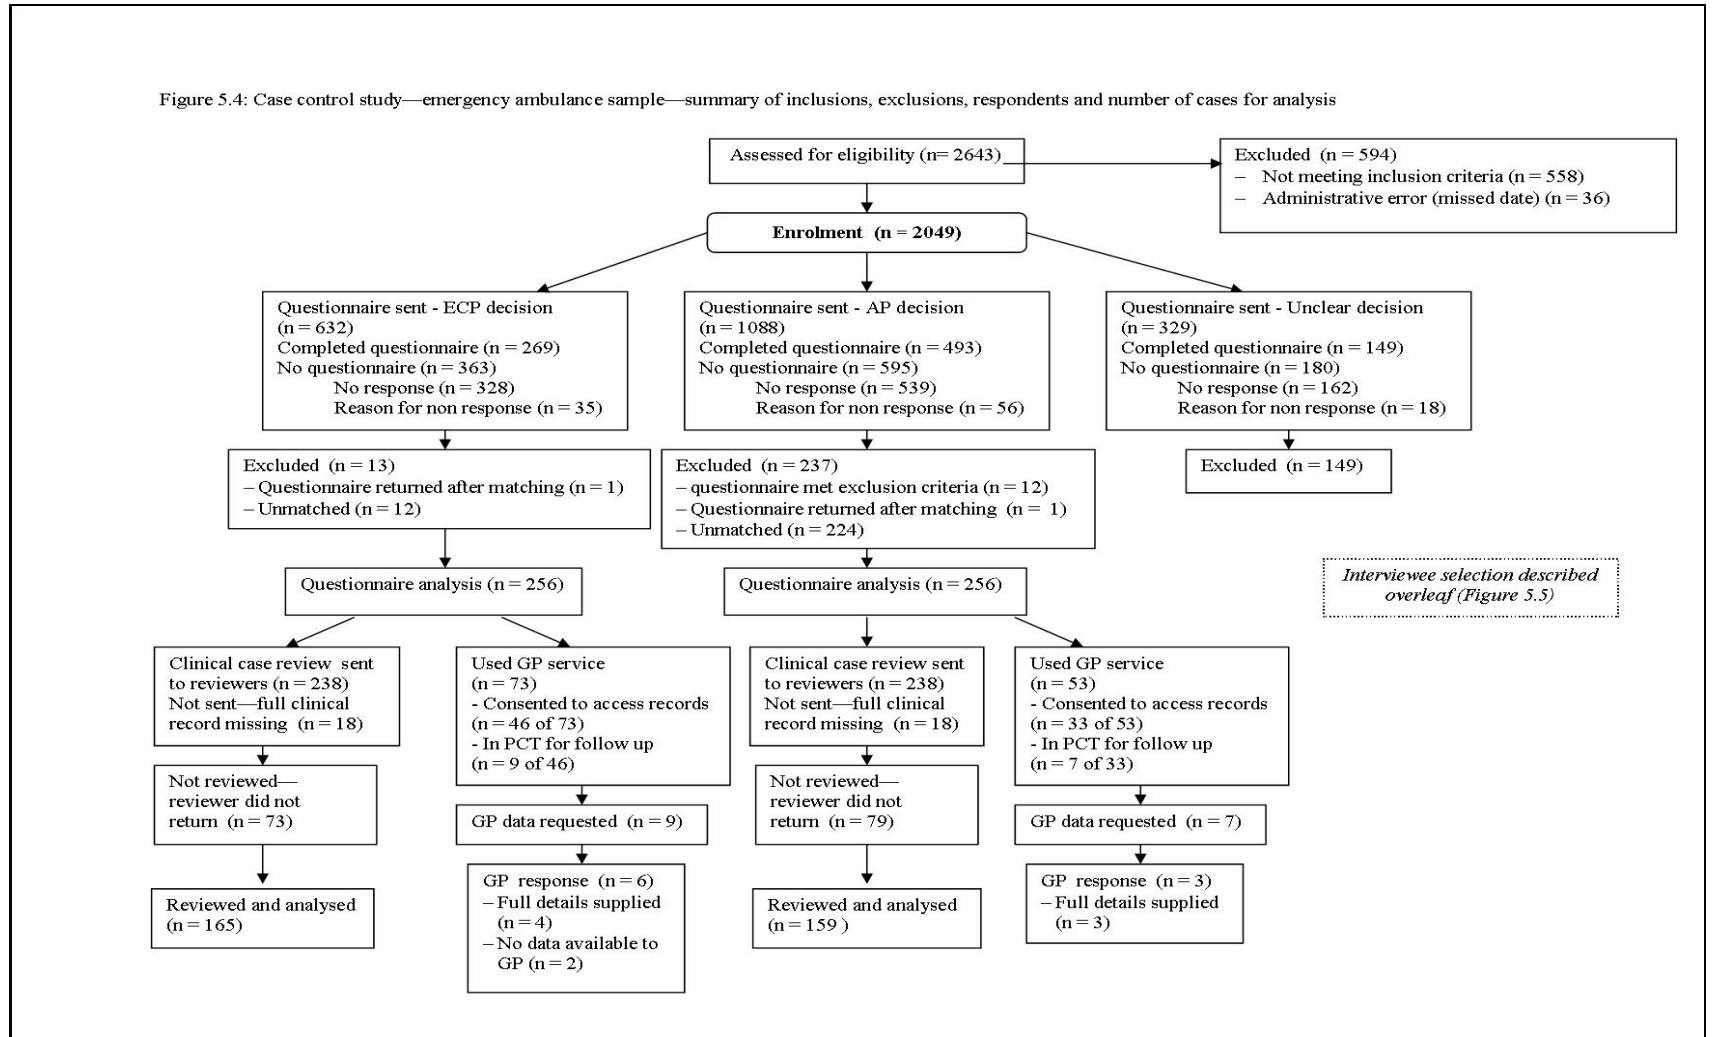 Figure 5.4: Case control study—emergency ambulance sample—summary of inclusions, exclusions, respondents and number of cases for analysis
Assessed for eligibility (n= 2643)
Excluded (n = 594)
– Not meeting inclusion criteria (n = 558)
– Administrative error (missed date) (n = 36)
Enrolment (n = 2049)
Questionnaire sent - ECP decision
(n = 632)
Completed questionnaire (n = 269)
No questionnaire (n = 363)
No response (n = 328)
Reason for non response (n = 35)
Questionnaire sent - AP decision
(n = 1088)
Completed questionnaire (n = 493)
No questionnaire (n = 595)
No response (n = 539)
Reason for non response (n = 56)
Questionnaire sent - Unclear decision
(n = 329)
Completed questionnaire (n = 149)
No questionnaire (n = 180)
No response (n = 162)
Reason for non response (n = 18)
Excluded (n = 13)
– Questionnaire returned after matching (n = 1)
– Unmatched (n = 12)
Excluded (n = 237)
– questionnaire met exclusion criteria (n = 12)
– Questionnaire returned after matching (n = 1)
– Unmatched (n = 224)
Excluded (n = 149)
Questionnaire analysis (n = 256)
Questionnaire analysis (n = 256)
Interviewee selection described
overleaf (Figure 5.5)
Clinical case review sent
to reviewers (n = 238)
Not sent—full clinical
record missing (n = 18)
Used GP service
(n = 73)
- Consented to access records
(n = 46 of 73)
- In PCT for follow up
(n = 9 of 46)
Clinical case review sent
to reviewers (n = 238)
Not sent—full clinical
record missing (n = 18)
Used GP service
(n = 53)
- Consented to access records
(n = 33 of 53)
- In PCT for follow up
(n = 7 of 33)
Not reviewed—
reviewer did not
return (n = 73)
GP data requested (n = 9)
Not reviewed—
reviewer did not
return (n = 79)
GP data requested (n = 7)
Reviewed and analysed
(n = 165)
GP response (n = 6)
– Full details supplied
(n = 4)
– No data available to
GP (n = 2)
Reviewed and analysed
(n = 159 )
GP response (n = 3)
– Full details supplied
(n = 3)